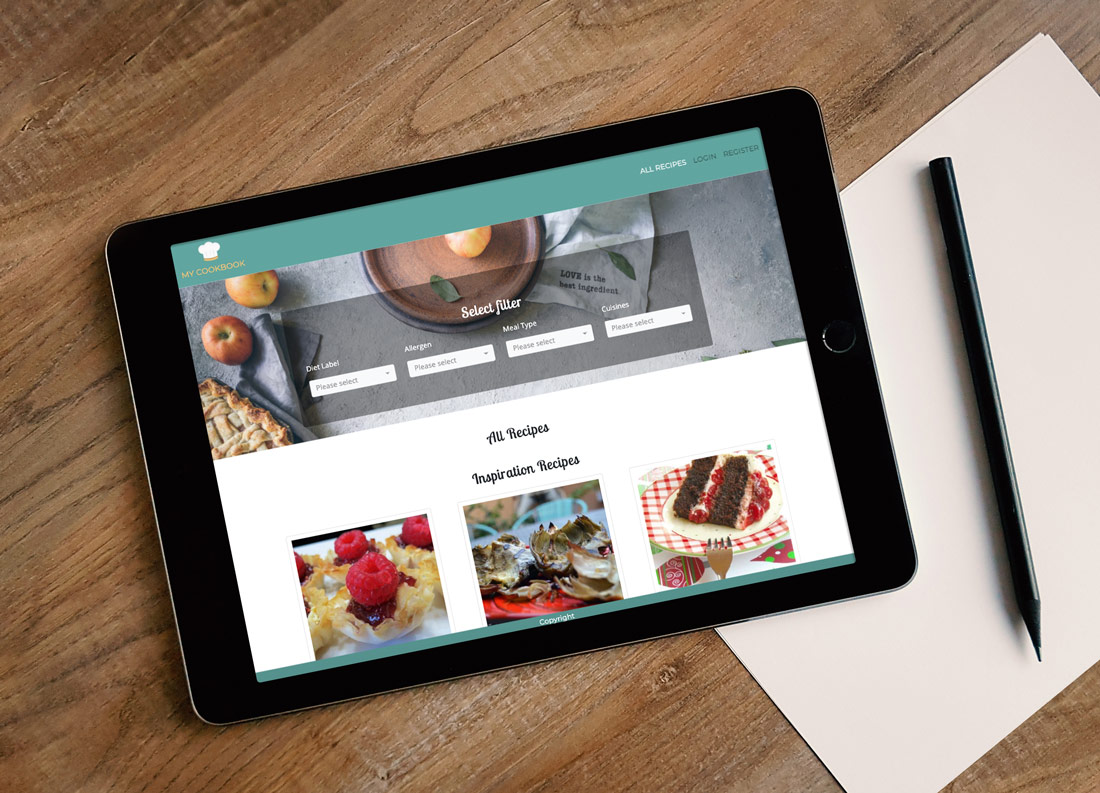 ALL RECIPES LOGIN REGISTER
MY COOKBOOK
LOVE is the
best ingredient
Select filter
Diet Label
Please select
Allergen
Please select
Meal Type
Please select
Cuisines
Please select
All Recipes
Inspiration Recipes
Copyright